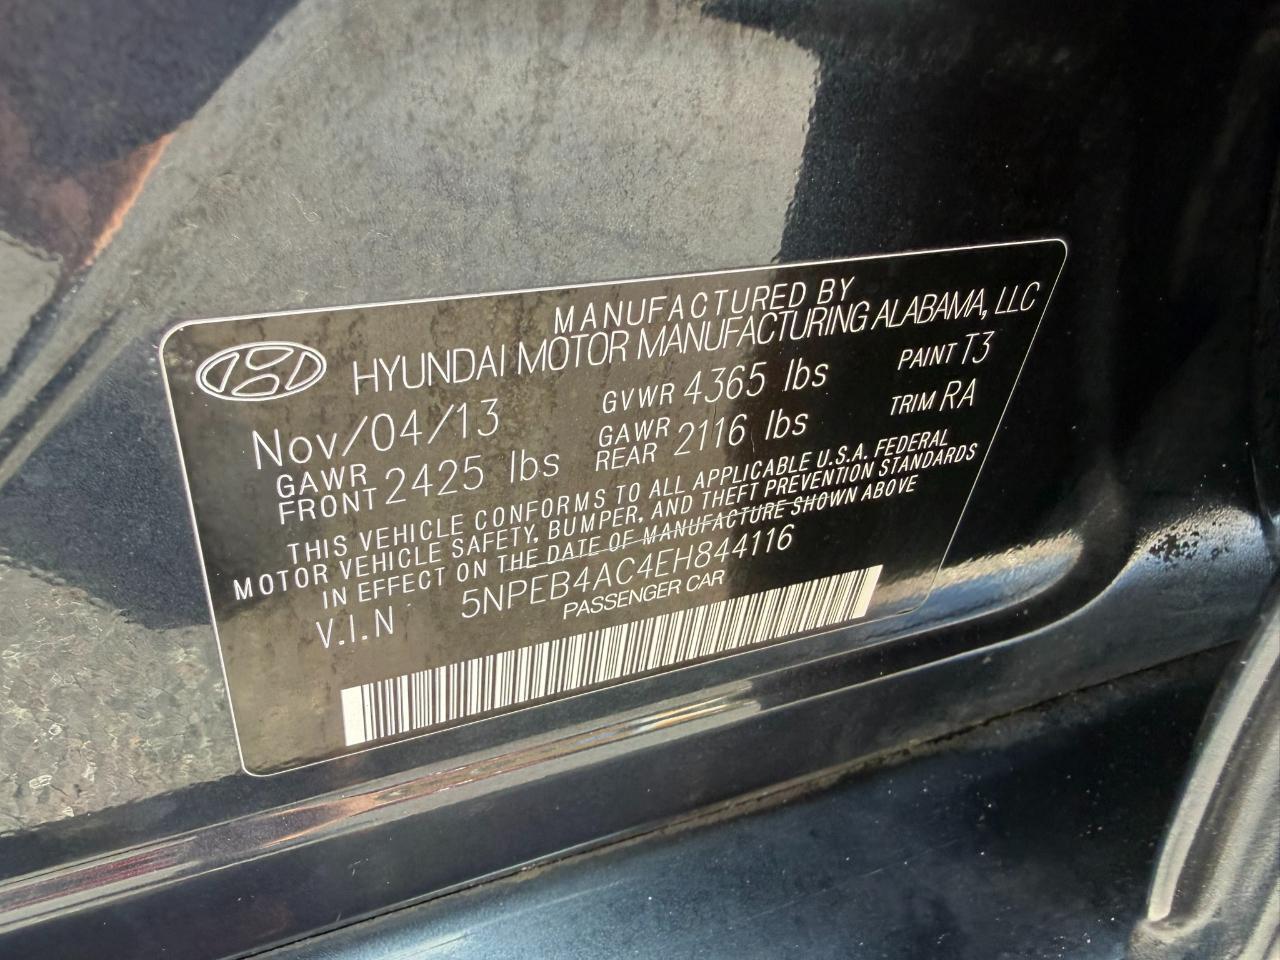 MANUFACTURED BY
HYUNDAI MOTOR MANUFACTURING ALABAMA, LLC
Nov/04/13 GVWR 4365 lbs PAINT T3
GAWR FRONT 2425 lbs GAWR REAR 2116 lbs TRIM RA
THIS VEHICLE CONFORMS TO ALL APPLICABLE U.S.A. FEDERAL
MOTOR VEHICLE SAFETY, BUMPER, AND THEFT PREVENTION STANDARDS
IN EFFECT ON THE DATE OF MANUFACTURE SHOWN ABOVE
V.I.N 5NPEB4AC4EH844116
PASSENGER CAR